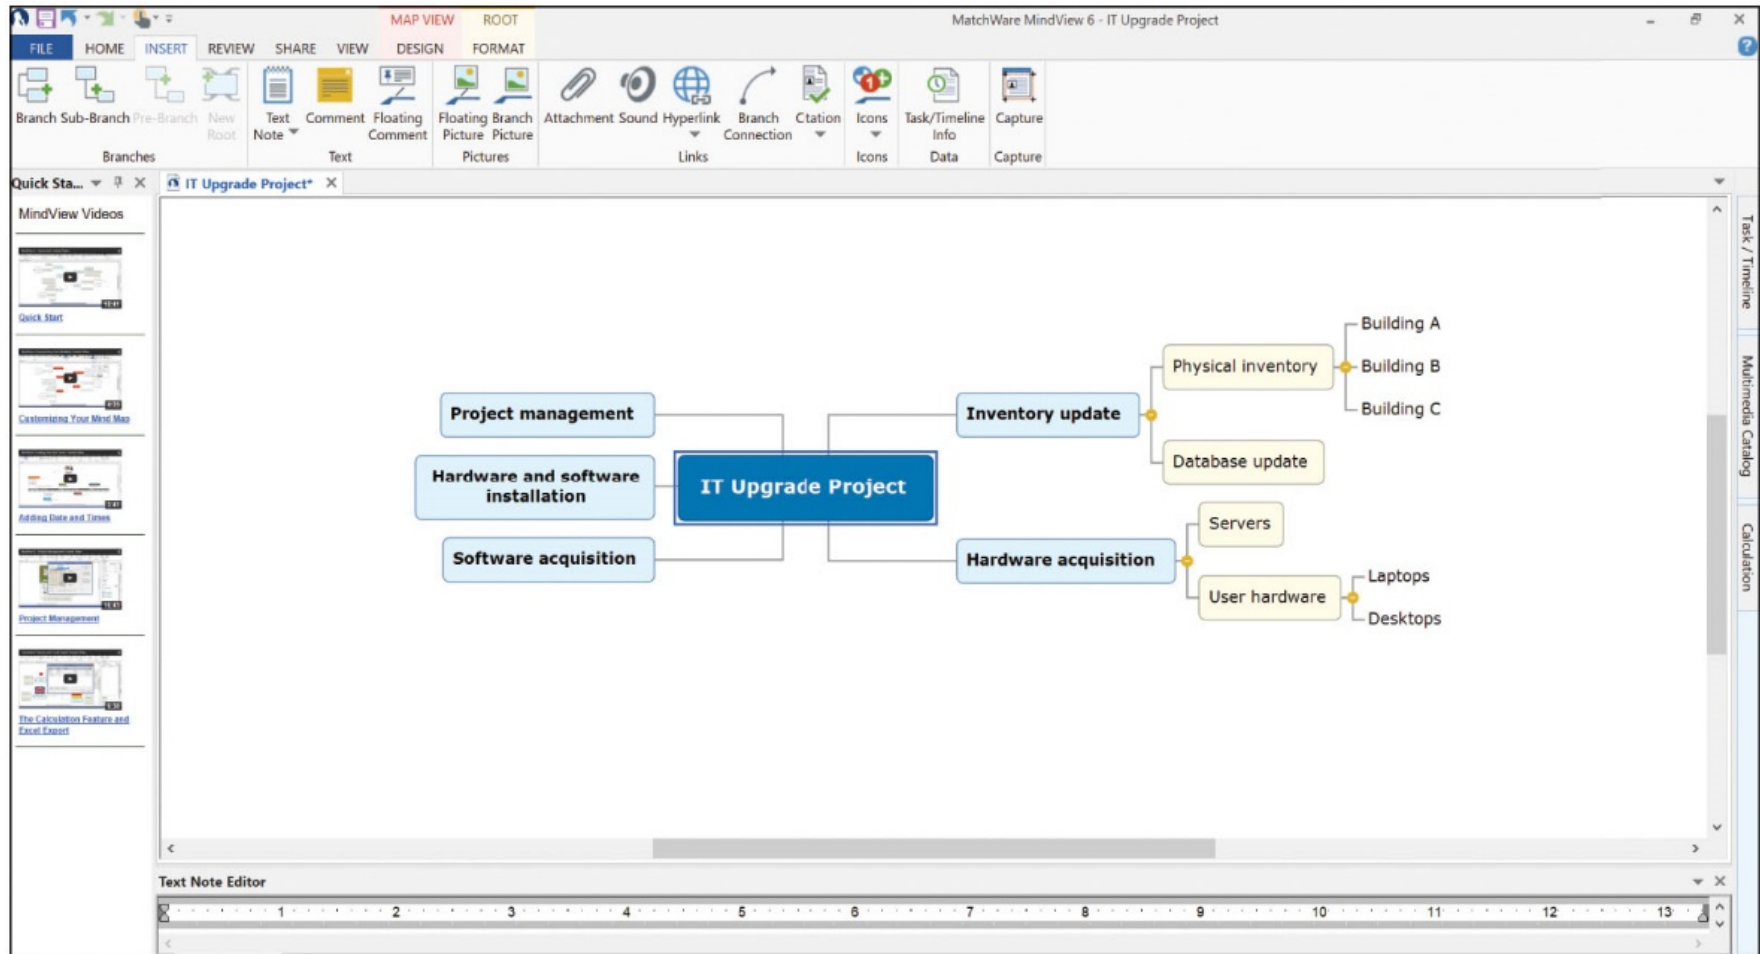 MAP VIEW ROOT MatchWare MindView 6 - IT Upgrade Project
FILE HOME INSERT REVIEW SHARE VIEW DESIGN FORMAT
Branch Sub-Branch Pre-Branch New Root Text Note Comment Floating Comment Floating Picture Branch Picture Attachment Sound Hyperlink Branch Connection Ctation Icons Task/Timeline Info Capture
Branches Text Pictures Links Icons Data Capture
Quick Sta... IT Upgrade Project*
MindView Videos
Quick Start
Customizing Your Mind Map
Adding Date and Times
Project Management
The Calculation Feature and
Excel Export
Project management
Hardware and software
installation
Software acquisition
IT Upgrade Project
Inventory update
Physical inventory
Building A
Building B
Building C
Database update
Hardware acquisition
Servers
User hardware
Laptops
Desktops
Task / Timeline
Multimedia Catalog
Calculation
Text Note Editor
1 2 3 4 5 6 7 8 9 10 11 12 13